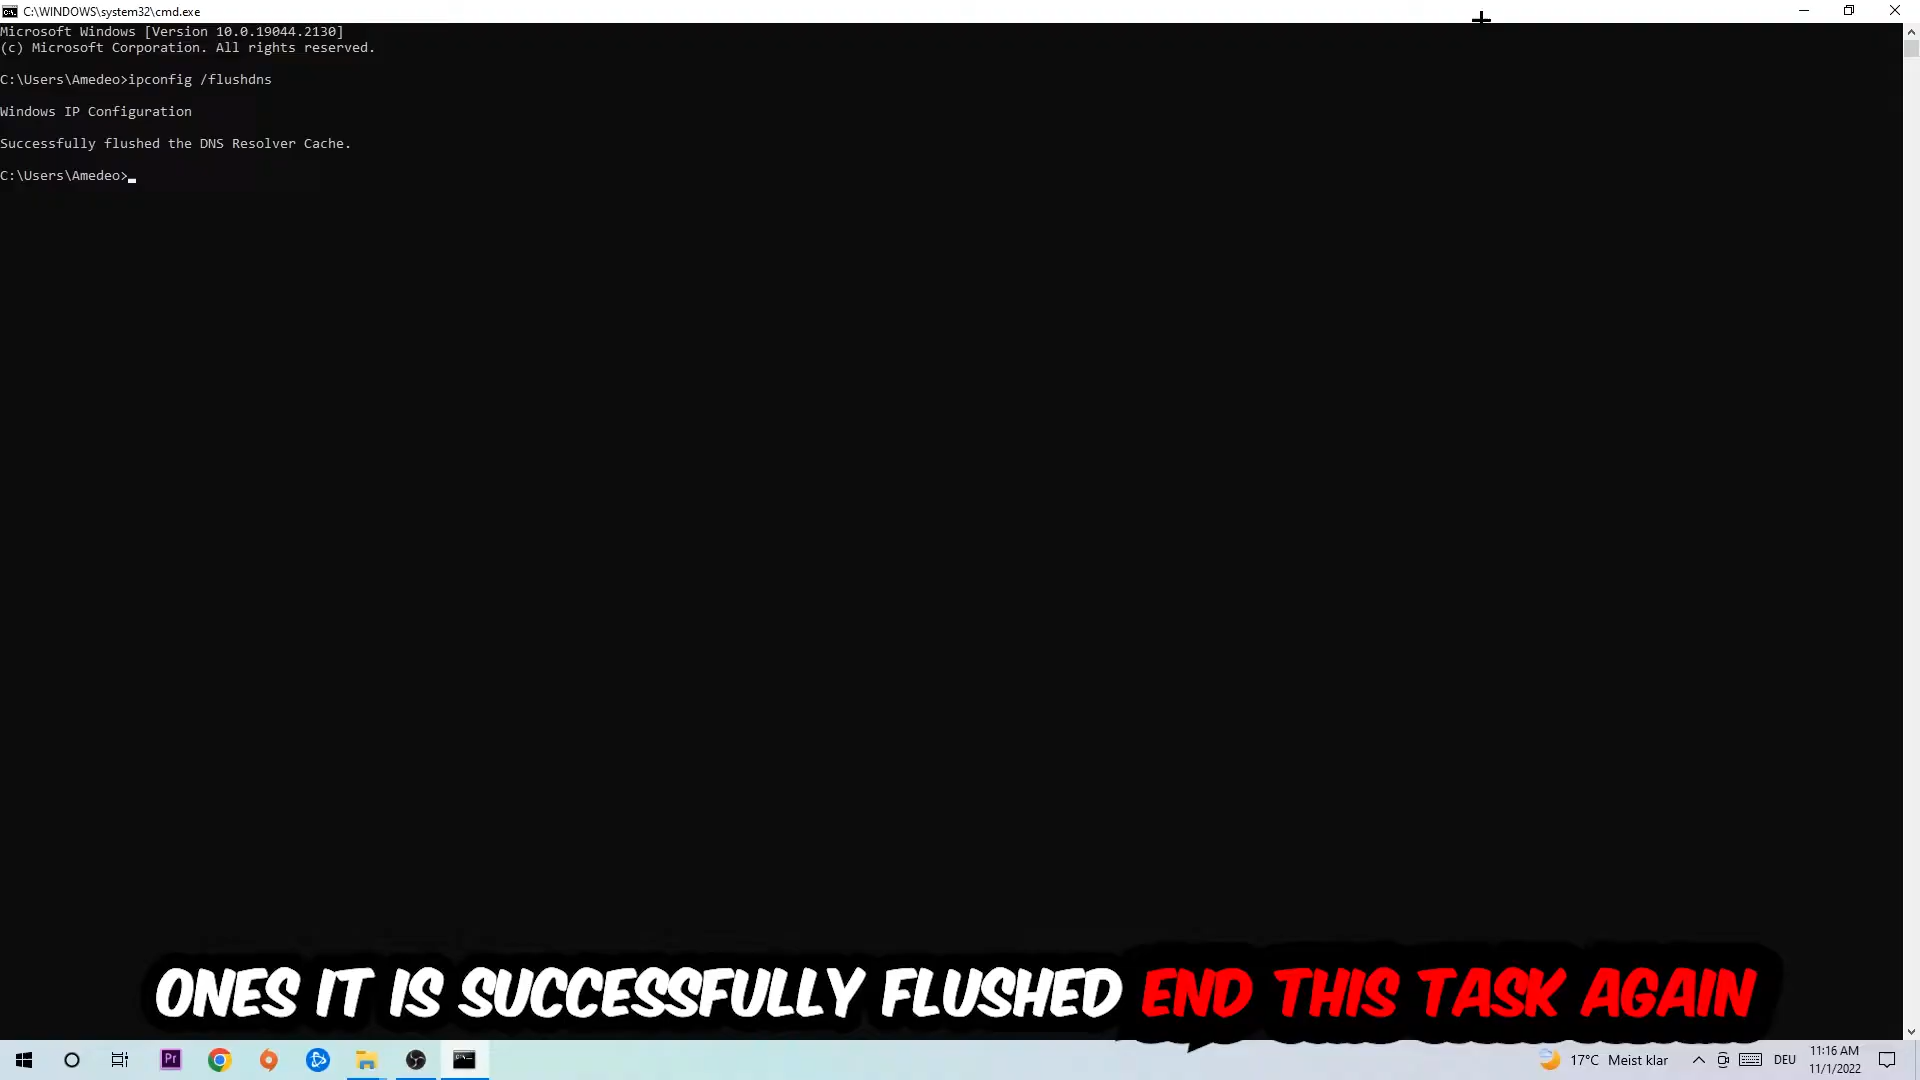 C:\WINDOWS\system32\cmd.exe
Microsoft Windows [Version 10.0.19044.2130]
(c) Microsoft Corporation. All rights reserved.
C:\Users\Amedeo>ipconfig /flushdns
Windows IP Configuration
Successfully flushed the DNS Resolver Cache.
C:\Users\Amedeo>
ONES IT IS SUCCESSFULLY FLUSHED END THIS TASK AGAIN
Pr
17°C Meist klar
DEU
11:16 AM
11/1/2022